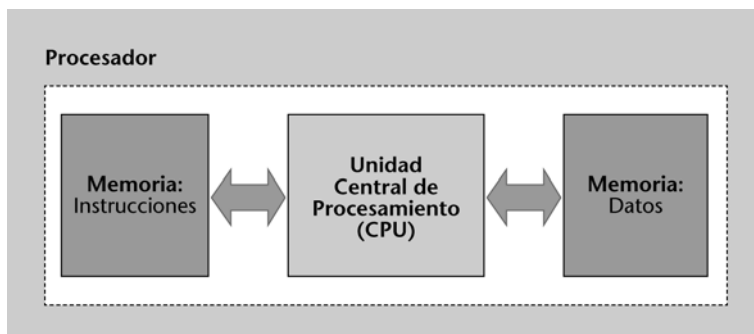 Procesador
Memoria:
Instrucciones
Unidad
Central de
Procesamiento
(CPU)
Memoria:
Datos